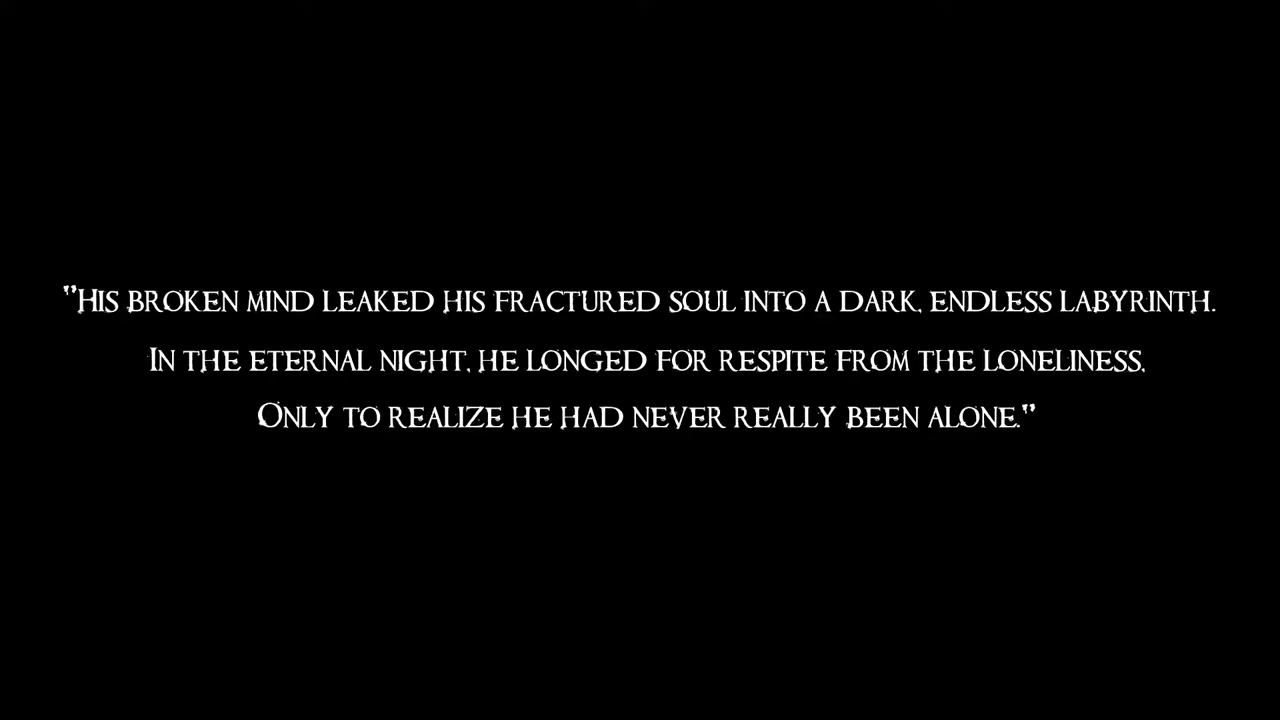 "His broken mind leaked his fractured soul into a dark, endless labyrinth.
In the eternal night, he longed for respite from the loneliness,
Only to realize he had never really been alone."